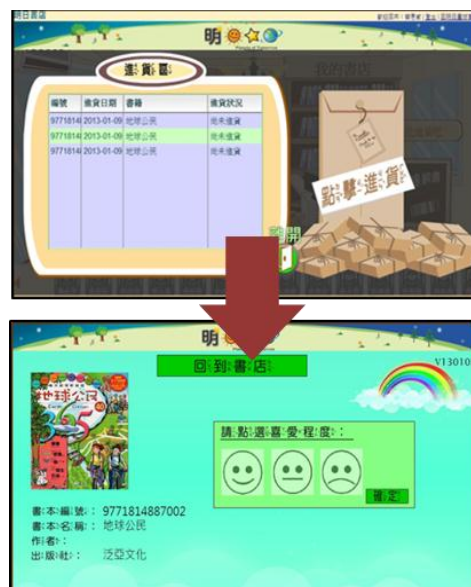 明日書店
明
People of Tomorrow
我的書店
進貨區
編號 進貨日期 書籍 進貨狀況
9771814 2013-01-09 地球公民 尚未進貨
9771814 2013-01-09 地球公民 尚未進貨
9771814 2013-01-09 地球公民 尚未進貨
點擊進貨
離開
明
回到書店
V13010
地球公民
365
請點選喜愛程度：
確定
書本編號： 9771814887002
書本名稱： 地球公民
作者：
出版社： 泛亞文化